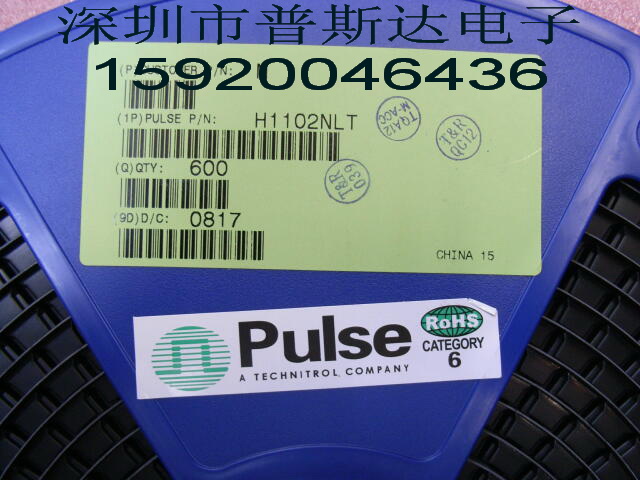 深圳市普斯达电子
15920046436
(1P)PULSE P/N: H1102NLT
TQA12
M-AOC
T&R
QC12
(Q)QTY: 600
T&R
039
(9D)D/C: 0817
CHINA 15
Pulse
A TECHNITROL COMPANY
RoHS
CATEGORY
6